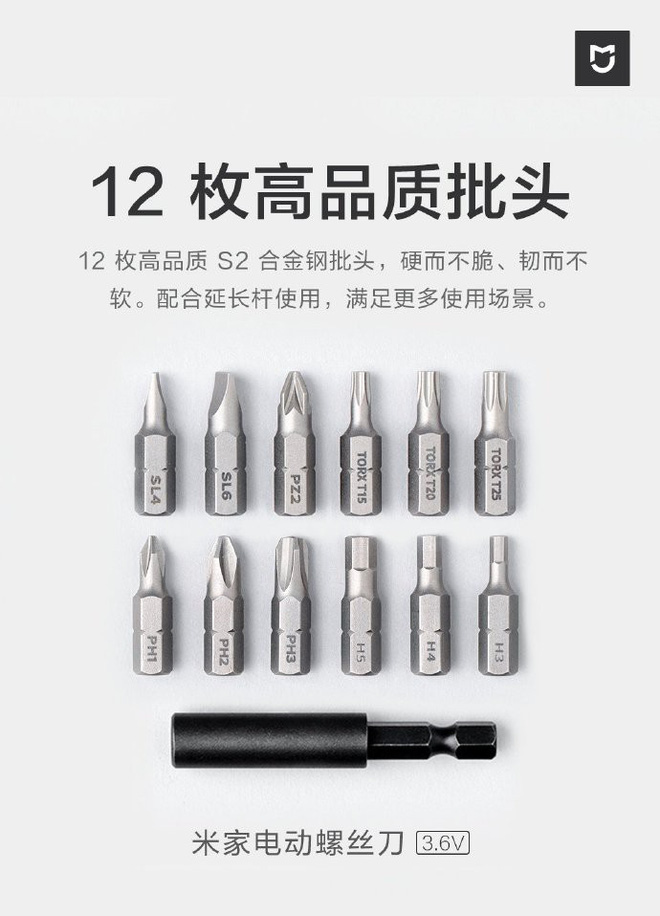 12 枚高品质批头
12 枚高品质 S2 合金钢批头，硬而不脆、韧而不
软。配合延长杆使用，满足更多使用场景。
SL4
SL6
PZ2
TORX T15
TORX T20
TORX T25
PH1
PH2
PH3
H5
H4
H3
米家电动螺丝刀 3.6V